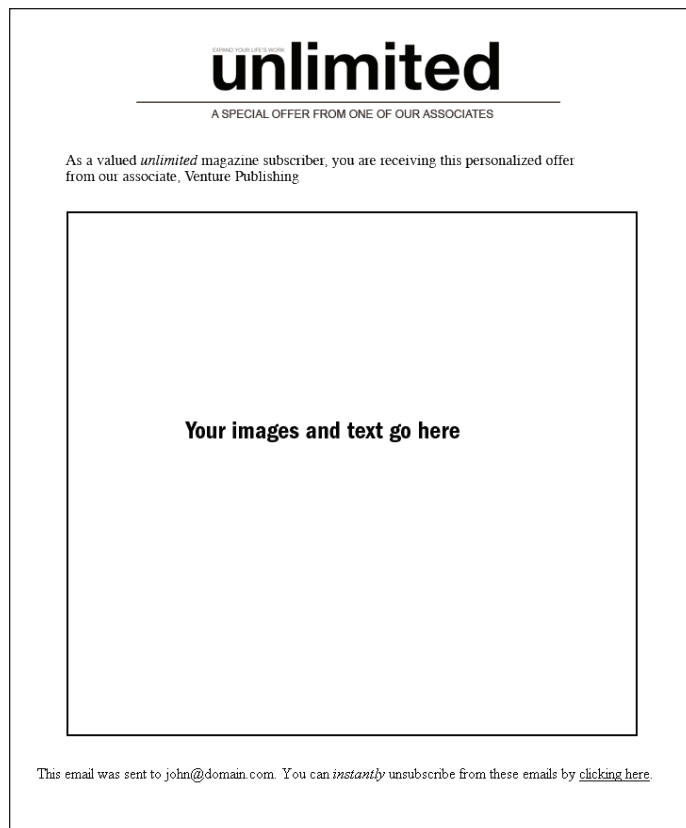 EXPAND YOUR LIFE'S WORK
unlimited
A SPECIAL OFFER FROM ONE OF OUR ASSOCIATES
As a valued unlimited magazine subscriber, you are receiving this personalized offer
from our associate, Venture Publishing
Your images and text go here
This email was sent to john@domain.com. You can instantly unsubscribe from these emails by clicking here.